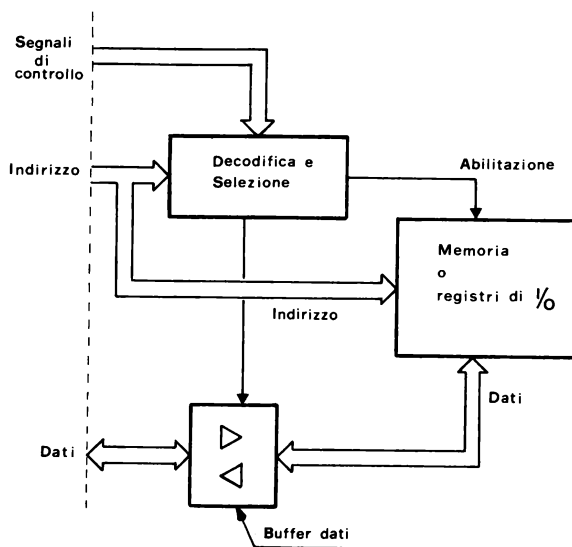 Segnali
di
controllo
Indirizzo
Decodifica e
Selezione
Abilitazione
Memoria
o
registri di I/O
Indirizzo
Dati
Dati
Buffer dati